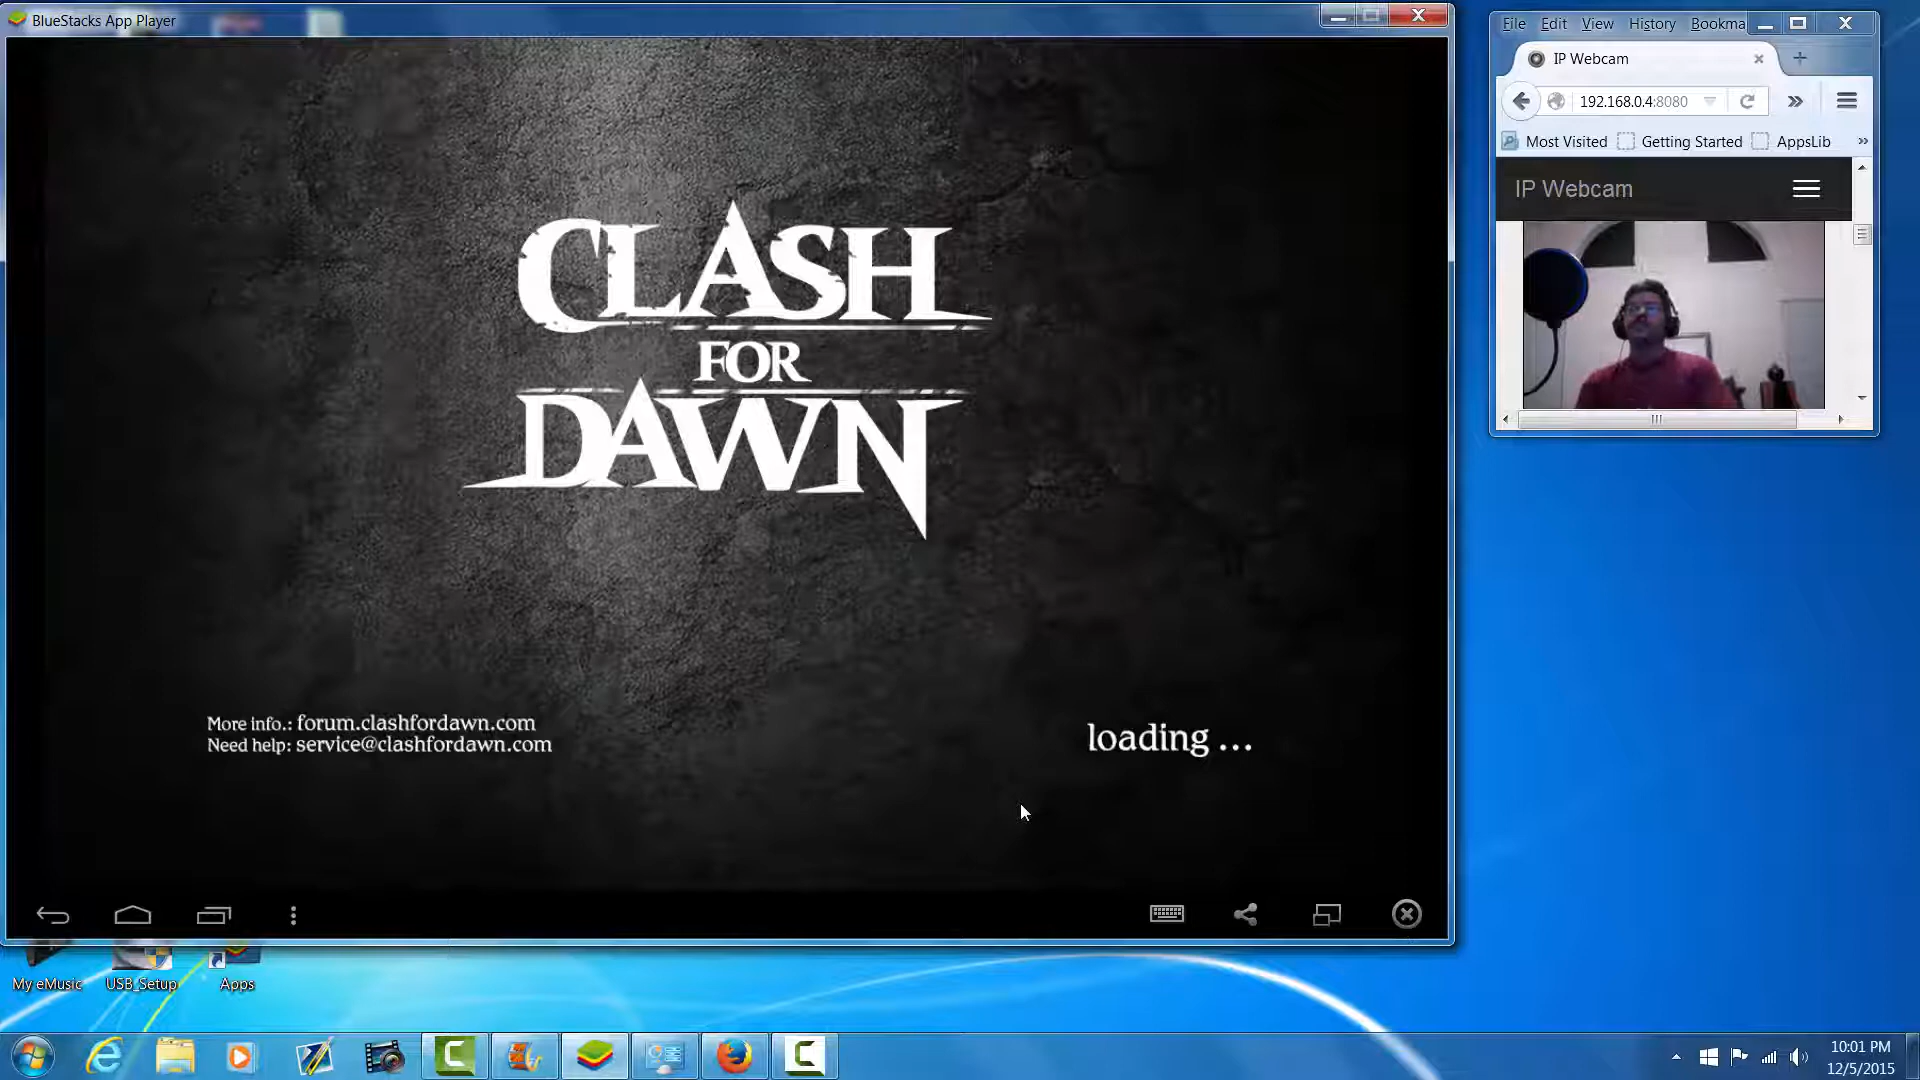 BlueStacks App Player
CLASH
FOR
DAWN
More info.: forum.clashfordawn.com
Need help: service@clashfordawn.com
loading ...
File Edit View History Bookma
IP Webcam
192.168.0.4:8080
Most Visited Getting Started AppsLib
IP Webcam
My eMusic USB_Setup Apps
10:01 PM
12/5/2015